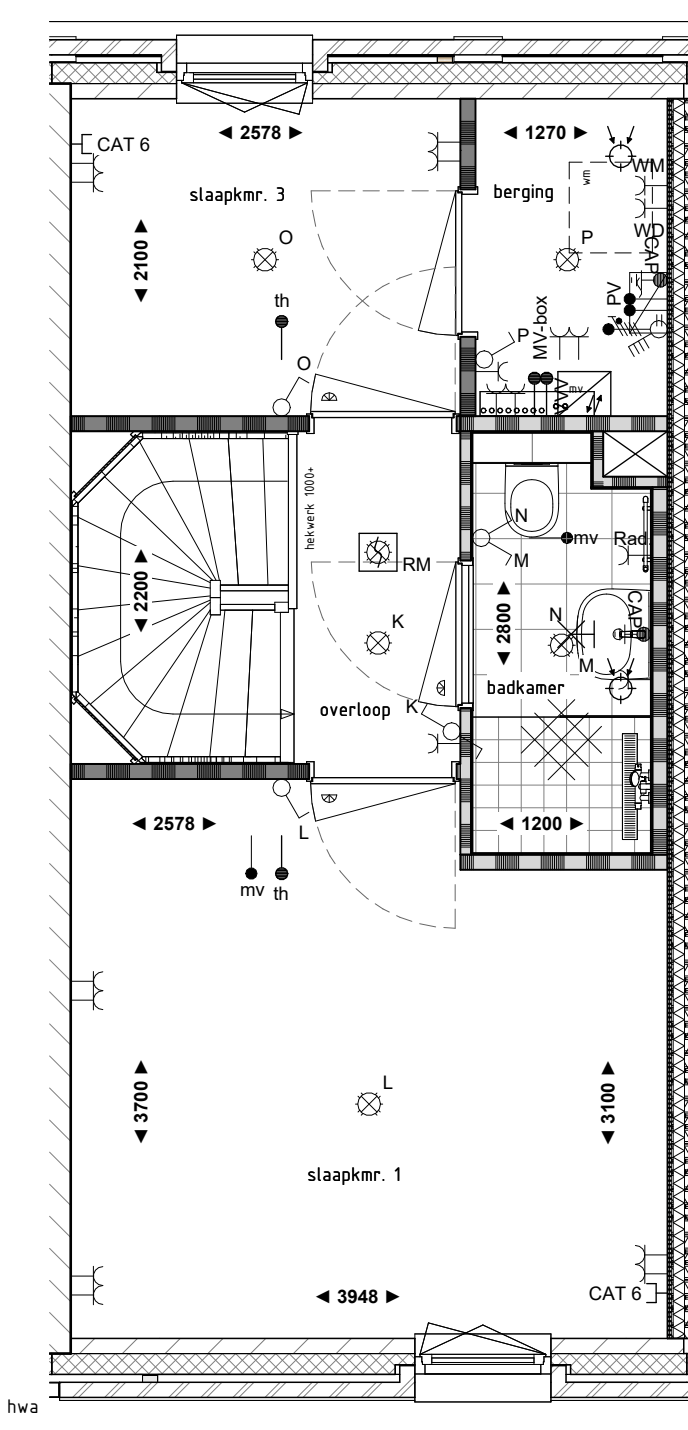 ◄ 2578 ►
◄ 1270 ►
CAT 6
WM
wm
slaapkmr. 3
berging
WD
O
P
CAP
◄ 2100 ►
th
PV
MV-box
P
O
mv
hekwerk 1000+
N
mv
Rad.
M
RM
◄ 2200 ►
◄ 2800 ►
CAP
K
N
M
badkamer
overloop
K
◄ 2578 ►
L
◄ 1200 ►
mv
th
◄ 3700 ►
◄ 3100 ►
L
slaapkmr. 1
◄ 3948 ►
CAT 6
hwa